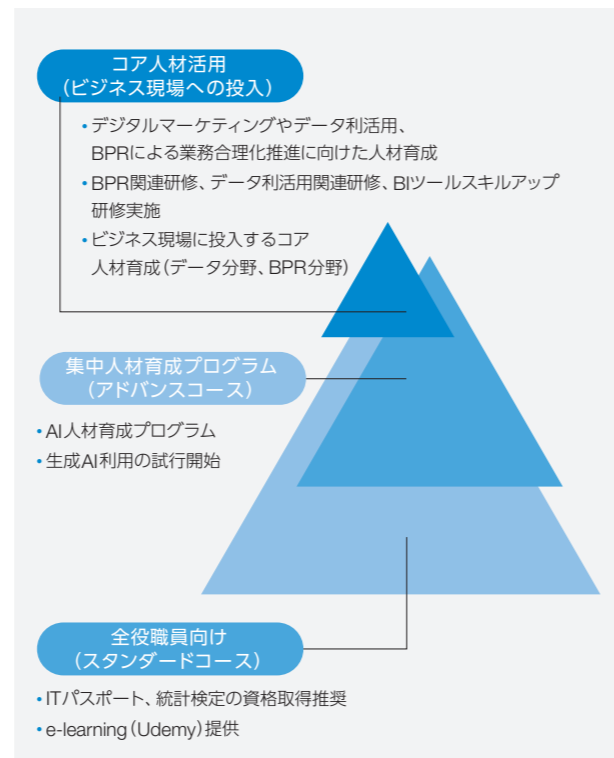 コア人材活用
（ビジネス現場への投入）
•デジタルマーケティングやデータ利活用、
BPRによる業務合理化推進に向けた人材育成
•BPR関連研修、データ利活用関連研修、BIツールスキルアップ
研修実施
•ビジネス現場に投入するコア
人材育成（データ分野、BPR分野）
集中人材育成プログラム
（アドバンスコース）
•AI人材育成プログラム
•生成AI利用の試行開始
全役職員向け
（スタンダードコース）
•ITパスポート、統計検定の資格取得推奨
•e-learning（Udemy）提供